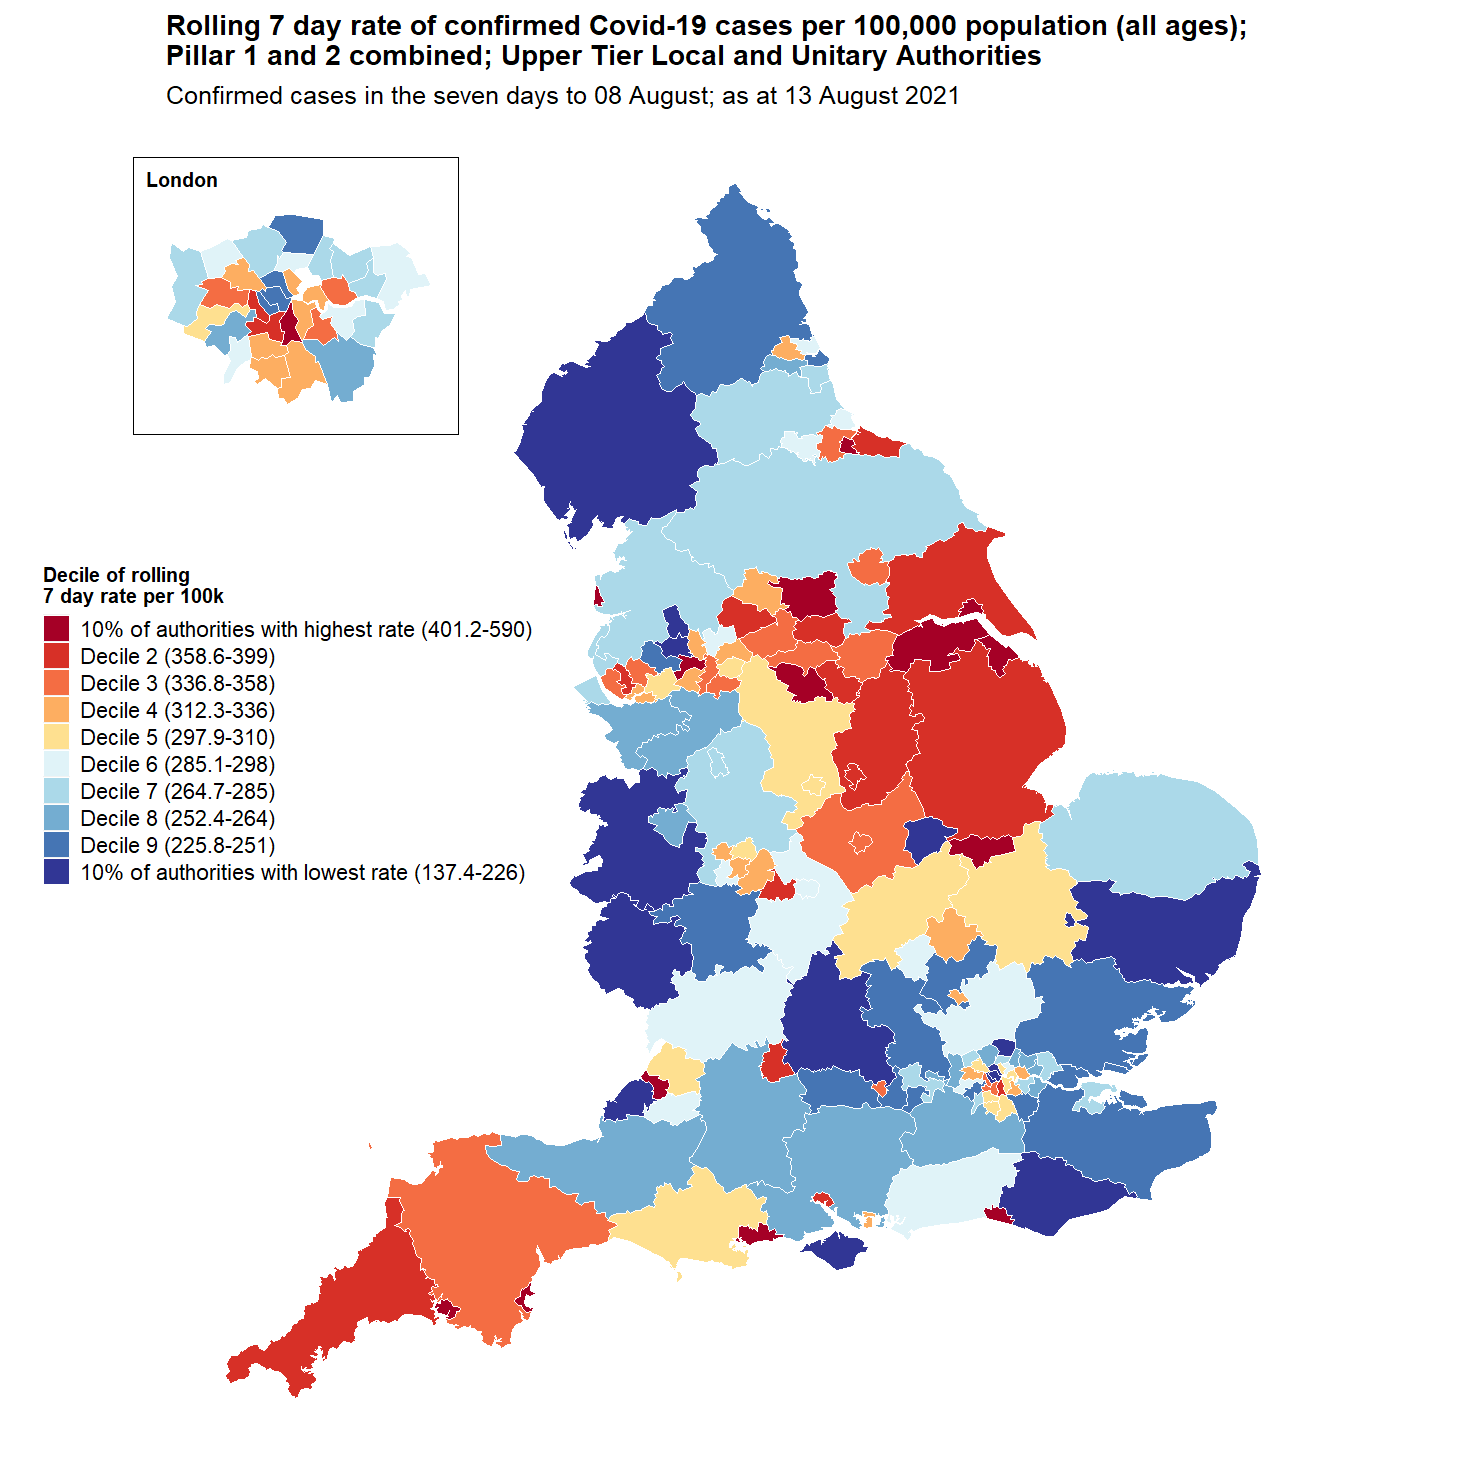 Rolling 7 day rate of confirmed Covid-19 cases per 100,000 population (all ages);
Pillar 1 and 2 combined; Upper Tier Local and Unitary Authorities
Confirmed cases in the seven days to 08 August; as at 13 August 2021
London
Decile of rolling
7 day rate per 100k
10% of authorities with highest rate (401.2-590)
Decile 2 (358.6-399)
Decile 3 (336.8-358)
Decile 4 (312.3-336)
Decile 5 (297.9-310)
Decile 6 (285.1-298)
Decile 7 (264.7-285)
Decile 8 (252.4-264)
Decile 9 (225.8-251)
10% of authorities with lowest rate (137.4-226)